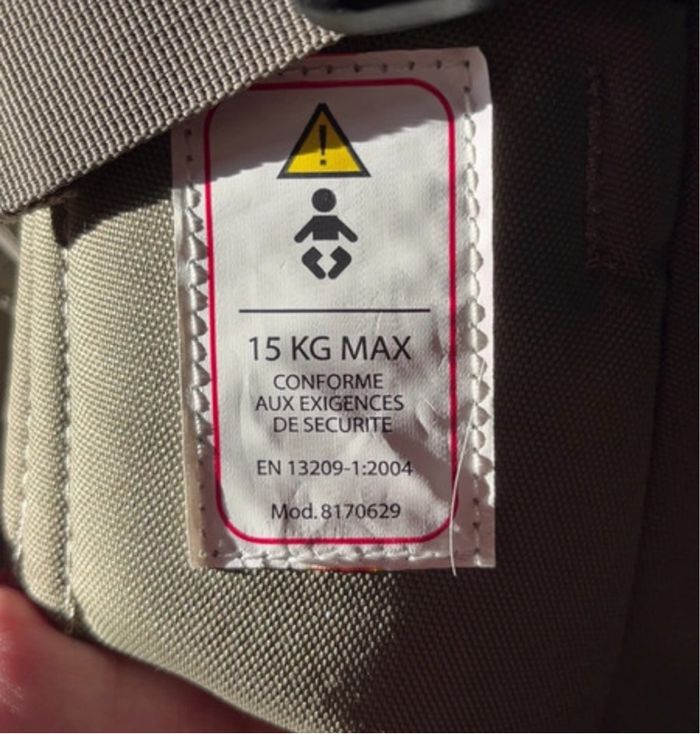 15 KG MAX
CONFORME
AUX EXIGENCES
DE SECURITE
EN 13209-1:2004
Mod. 8170629